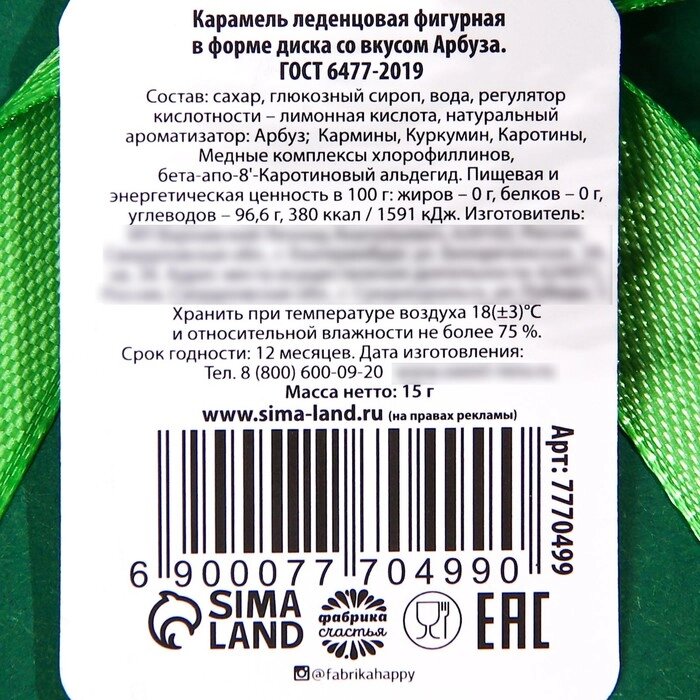 Карамель леденцовая фигурная
в форме диска со вкусом Арбуза.
ГОСТ 6477-2019
Состав: сахар, глюкозный сироп, вода, регулятор
кислотности – лимонная кислота, натуральный
ароматизатор: Арбуз; Кармины, Куркумин, Каротины,
Медные комплексы хлорофиллинов,
бета-апо-8'-Каротиновый альдегид. Пищевая и
энергетическая ценность в 100 г: жиров – 0 г, белков – 0 г,
углеводов – 96,6 г, 380 ккал / 1591 кДж. Изготовитель:
Хранить при температуре воздуха 18(±3)°C
и относительной влажности не более 75 %.
Срок годности: 12 месяцев. Дата изготовления:
Тел. 8 (800) 600-09-20
Масса нетто: 15 г
www.sima-land.ru (на правах рекламы)
Арт: 7770499
6 900077 704990
SIMA
LAND
фабрика
счастья
EAC
@fabrikahappy